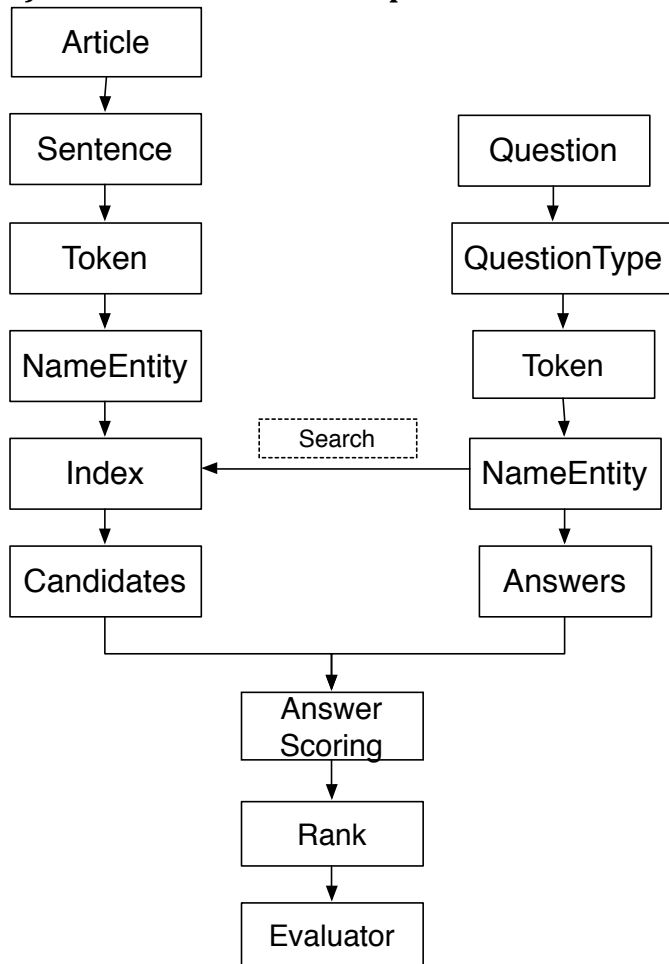 Article
Sentence
Question
Token
QuestionType
NameEntity
Token
Search
Index
NameEntity
Candidates
Answers
Answer
Scoring
Rank
Evaluator